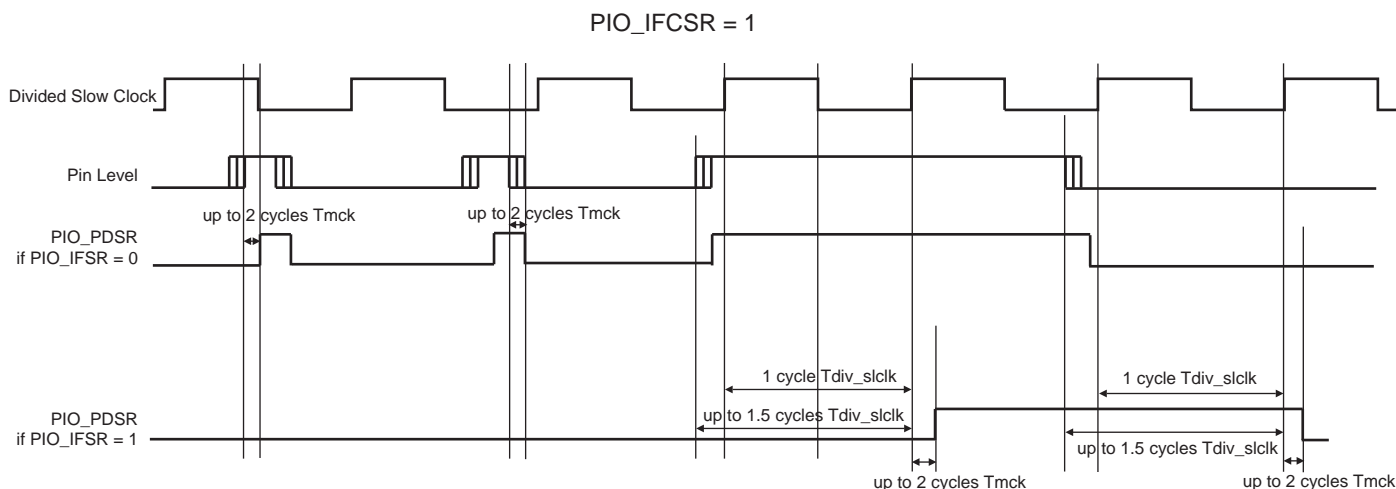 PIO_IFCSR = 1
Divided Slow Clock
Pin Level
up to 2 cycles Tmck
up to 2 cycles Tmck
PIO_PDSR
if PIO_IFSR = 0
1 cycle Tdiv_slclk
1 cycle Tdiv_slclk
up to 1.5 cycles Tdiv_slclk
PIO_PDSR
if PIO_IFSR = 1
up to 1.5 cycles Tdiv_slclk
up to 2 cycles Tmck
up to 2 cycles Tmck